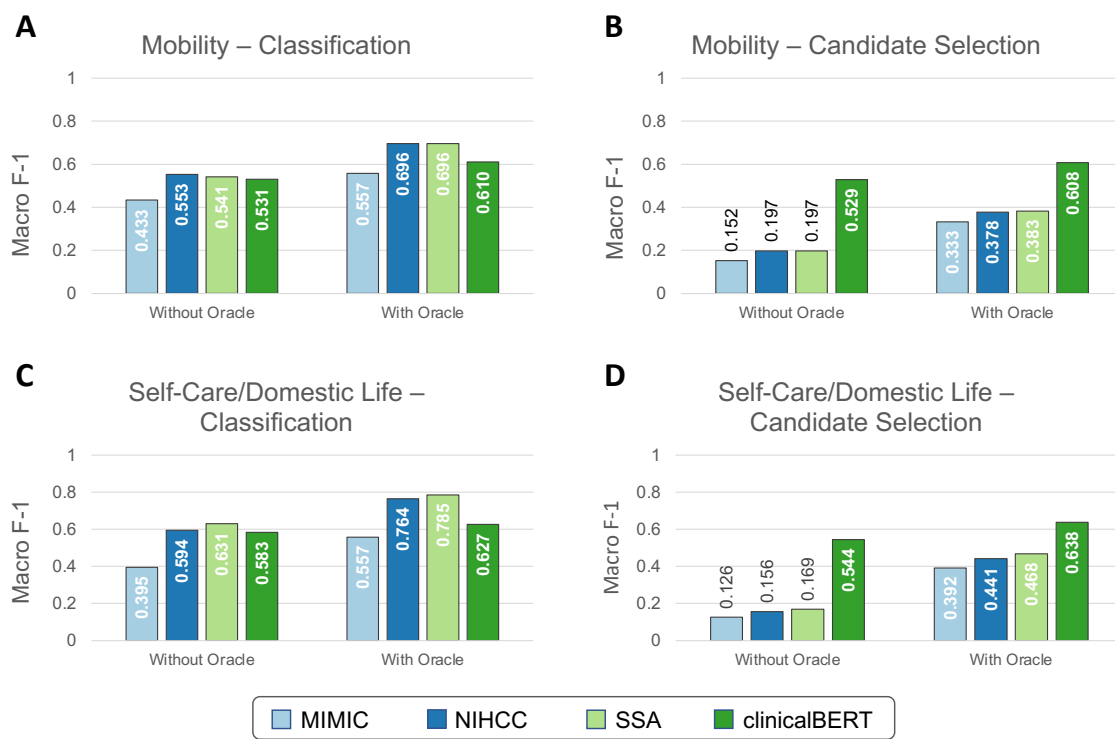 A
Mobility – Classification
Macro F-1
1
0.8
0.6
0.4
0.2
0
0.433
0.553
0.541
0.531
0.557
0.696
0.696
0.610
Without Oracle
With Oracle
B
Mobility – Candidate Selection
Macro F-1
1
0.8
0.6
0.4
0.2
0
0.152
0.197
0.197
0.529
0.333
0.378
0.383
0.608
Without Oracle
With Oracle
C
Self-Care/Domestic Life –
Classification
Macro F-1
1
0.8
0.6
0.4
0.2
0
0.395
0.594
0.631
0.583
0.557
0.764
0.785
0.627
Without Oracle
With Oracle
D
Self-Care/Domestic Life –
Candidate Selection
Macro F-1
1
0.8
0.6
0.4
0.2
0
0.126
0.156
0.169
0.544
0.392
0.441
0.468
0.638
Without Oracle
With Oracle
MIMIC
NIHCC
SSA
clinicalBERT